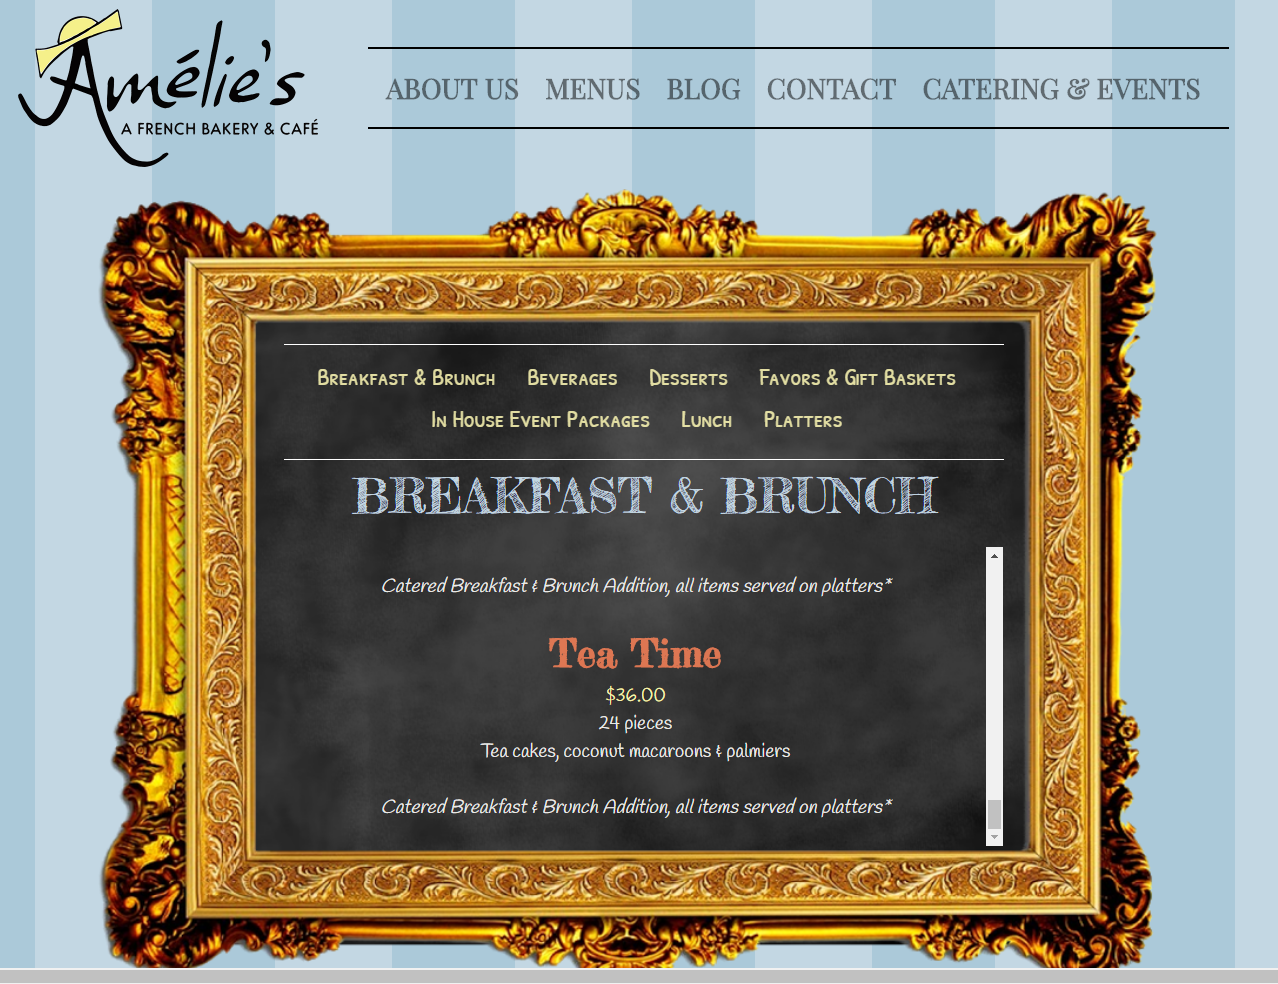 Amélie's
A FRENCH BAKERY & CAFÉ
ABOUT US MENUS BLOG CONTACT CATERING & EVENTS
Breakfast & Brunch Beverages Desserts Favors & Gift Baskets
In House Event Packages Lunch Platters
BREAKFAST & BRUNCH
Catered Breakfast & Brunch Addition, all items served on platters*
Tea Time
$36.00
24 pieces
Tea cakes, coconut macaroons & palmiers
Catered Breakfast & Brunch Addition, all items served on platters*